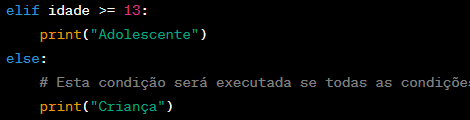 elif idade >= 13:
    print("Adolescente")
else:
    # Esta condição será executada se todas as condições
    print("Criança")